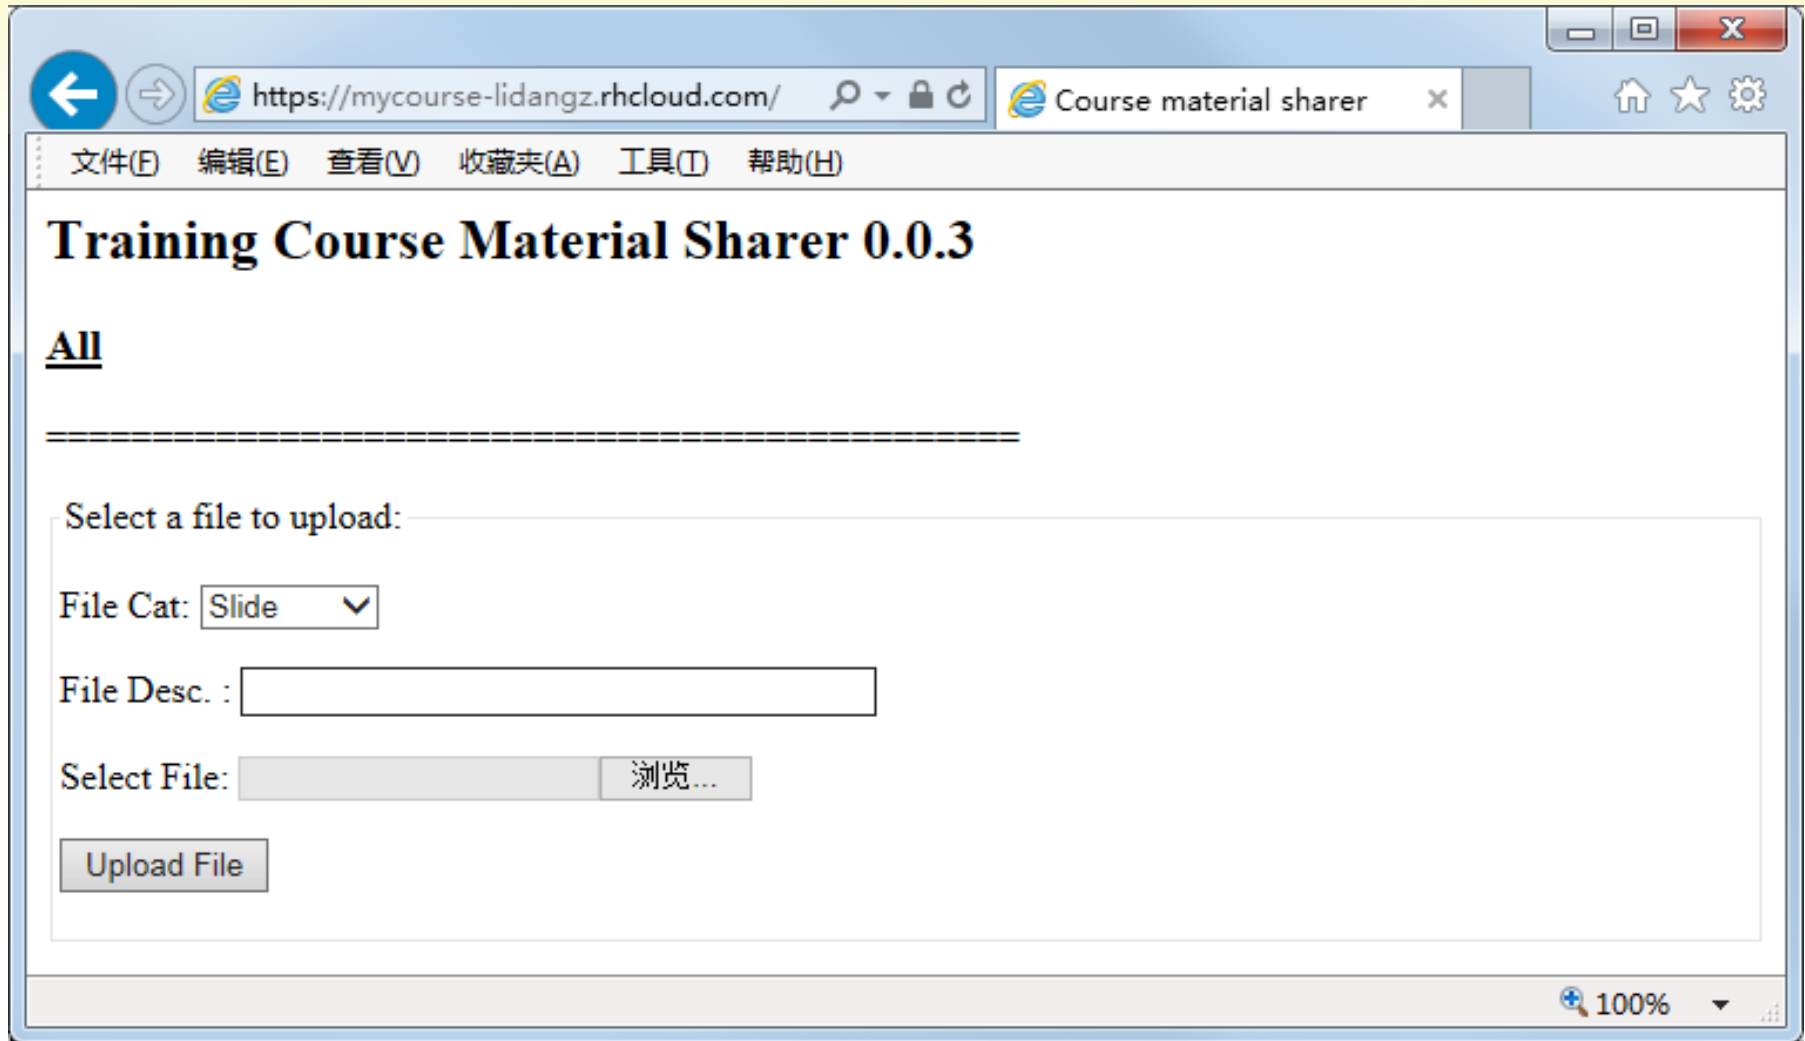 https://mycourse-lidangz.rhcloud.com/
Course material sharer
文件(F) 编辑(E) 查看(V) 收藏夹(A) 工具(T) 帮助(H)
Training Course Material Sharer 0.0.3
All
==============================================
Select a file to upload:
File Cat: Slide
File Desc. :
Select File: 浏览...
Upload File
100%